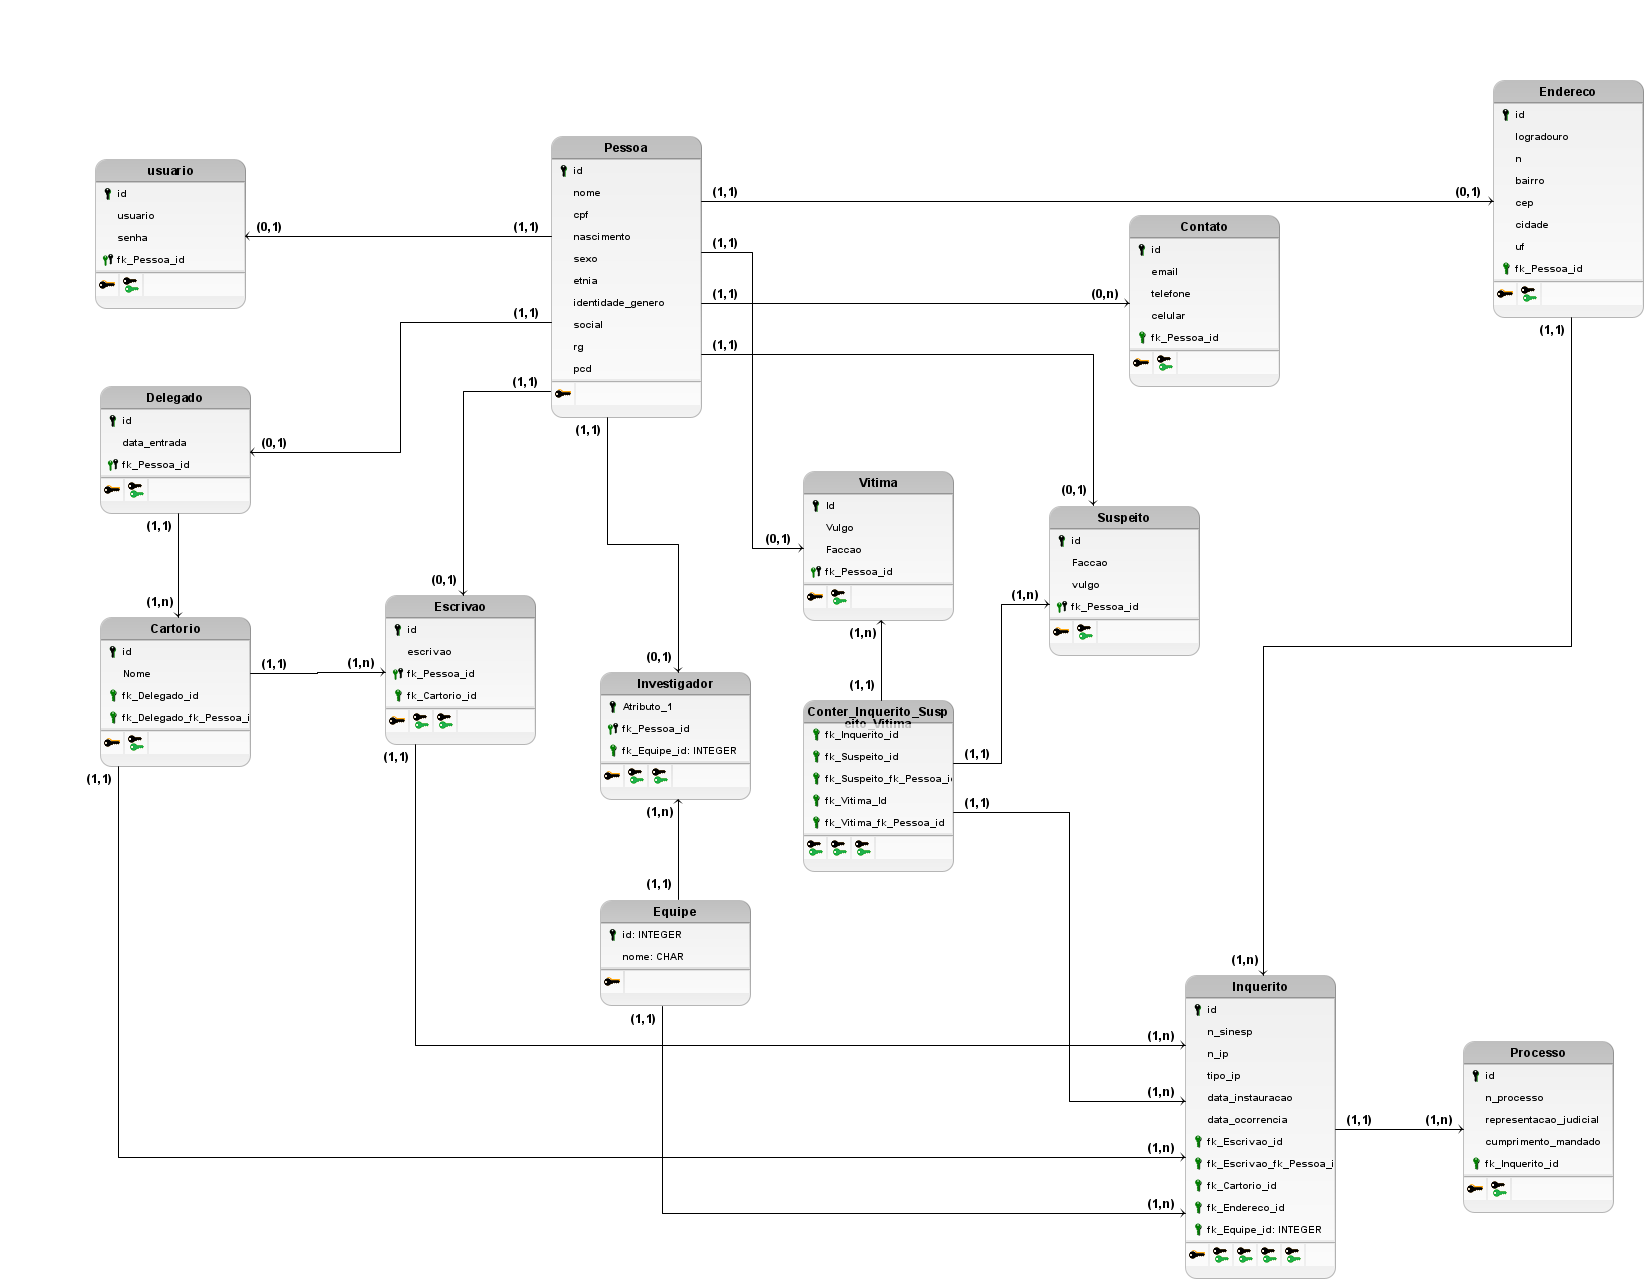 Endereco
id
logradouro
n
bairro
cep
cidade
uf
fk_Pessoa_id
Pessoa
id
nome
cpf
nascimento
sexo
etnia
identidade_genero
social
rg
pcd
usuario
id
usuario
senha
fk_Pessoa_id
Contato
id
email
telefone
celular
fk_Pessoa_id
(1,1)
(0,1)
(0,1)
(1,1)
(1,1)
(1,1)
(0,n)
(1,1)
(1,1)
(1,1)
(1,1)
(1,1)
(1,1)
Delegado
id
data_entrada
fk_Pessoa_id
(0,1)
(1,1)
(1,n)
Vitima
Id
Vulgo
Faccao
fk_Pessoa_id
(0,1)
(0,1)
Suspeito
id
Faccao
vulgo
fk_Pessoa_id
(0,1)
(1,n)
(1,n)
(1,1)
Cartorio
id
Nome
fk_Delegado_id
fk_Delegado_fk_Pessoa_i
(1,1)
(1,n)
Escrivao
id
escrivao
fk_Pessoa_id
fk_Cartorio_id
(0,1)
Investigador
Atributo_1
fk_Pessoa_id
fk_Equipe_id: INTEGER
Conter_Inquerito_Susp
eito_Vitima
fk_Inquerito_id
fk_Suspeito_id
fk_Suspeito_fk_Pessoa_i
fk_Vitima_Id
fk_Vitima_fk_Pessoa_id
(1,1)
(1,1)
(1,1)
(1,1)
(1,n)
(1,1)
Equipe
id: INTEGER
nome: CHAR
(1,1)
(1,n)
Inquerito
id
n_sinesp
n_ip
tipo_ip
data_instauracao
data_ocorrencia
fk_Escrivao_id
fk_Escrivao_fk_Pessoa_i
fk_Cartorio_id
fk_Endereco_id
fk_Equipe_id: INTEGER
(1,n)
(1,n)
(1,n)
(1,n)
(1,1)
(1,n)
Processo
id
n_processo
representacao_judicial
cumprimento_mandado
fk_Inquerito_id